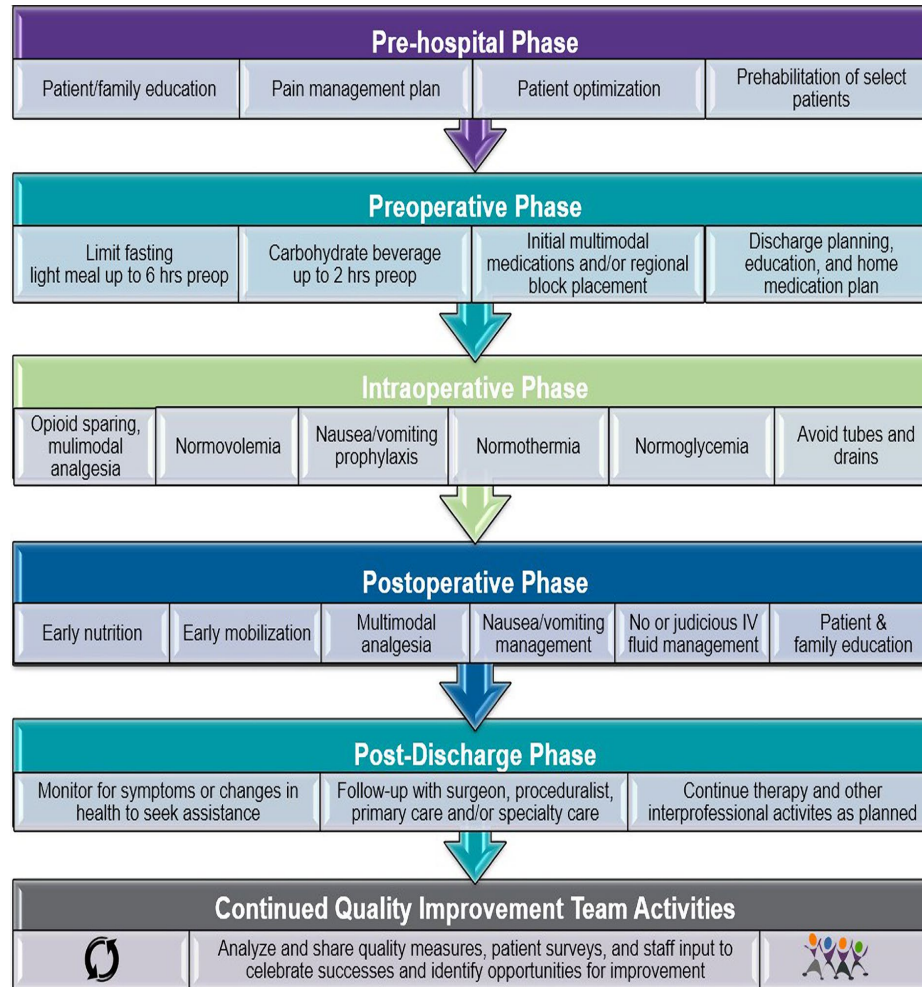 Pre-hospital Phase
Patient/family education
Pain management plan
Patient optimization
Prehabilitation of select
patients
Preoperative Phase
Limit fasting
light meal up to 6 hrs preop
Carbohydrate beverage
up to 2 hrs preop
Initial multimodal
medications and/or regional
block placement
Discharge planning,
education, and home
medication plan
Intraoperative Phase
Opioid sparing,
mulimodal
analgesia
Normovolemia
Nausea/vomiting
prophylaxis
Normothermia
Normoglycemia
Avoid tubes and
drains
Postoperative Phase
Early nutrition
Early mobilization
Multimodal
analgesia
Nausea/vomiting
management
No or judicious IV
fluid management
Patient &
family education
Post-Discharge Phase
Monitor for symptoms or changes in
health to seek assistance
Follow-up with surgeon, proceduralist,
primary care and/or specialty care
Continue therapy and other
interprofessional activites as planned
Continued Quality Improvement Team Activities
Analyze and share quality measures, patient surveys, and staff input to
celebrate successes and identify opportunities for improvement